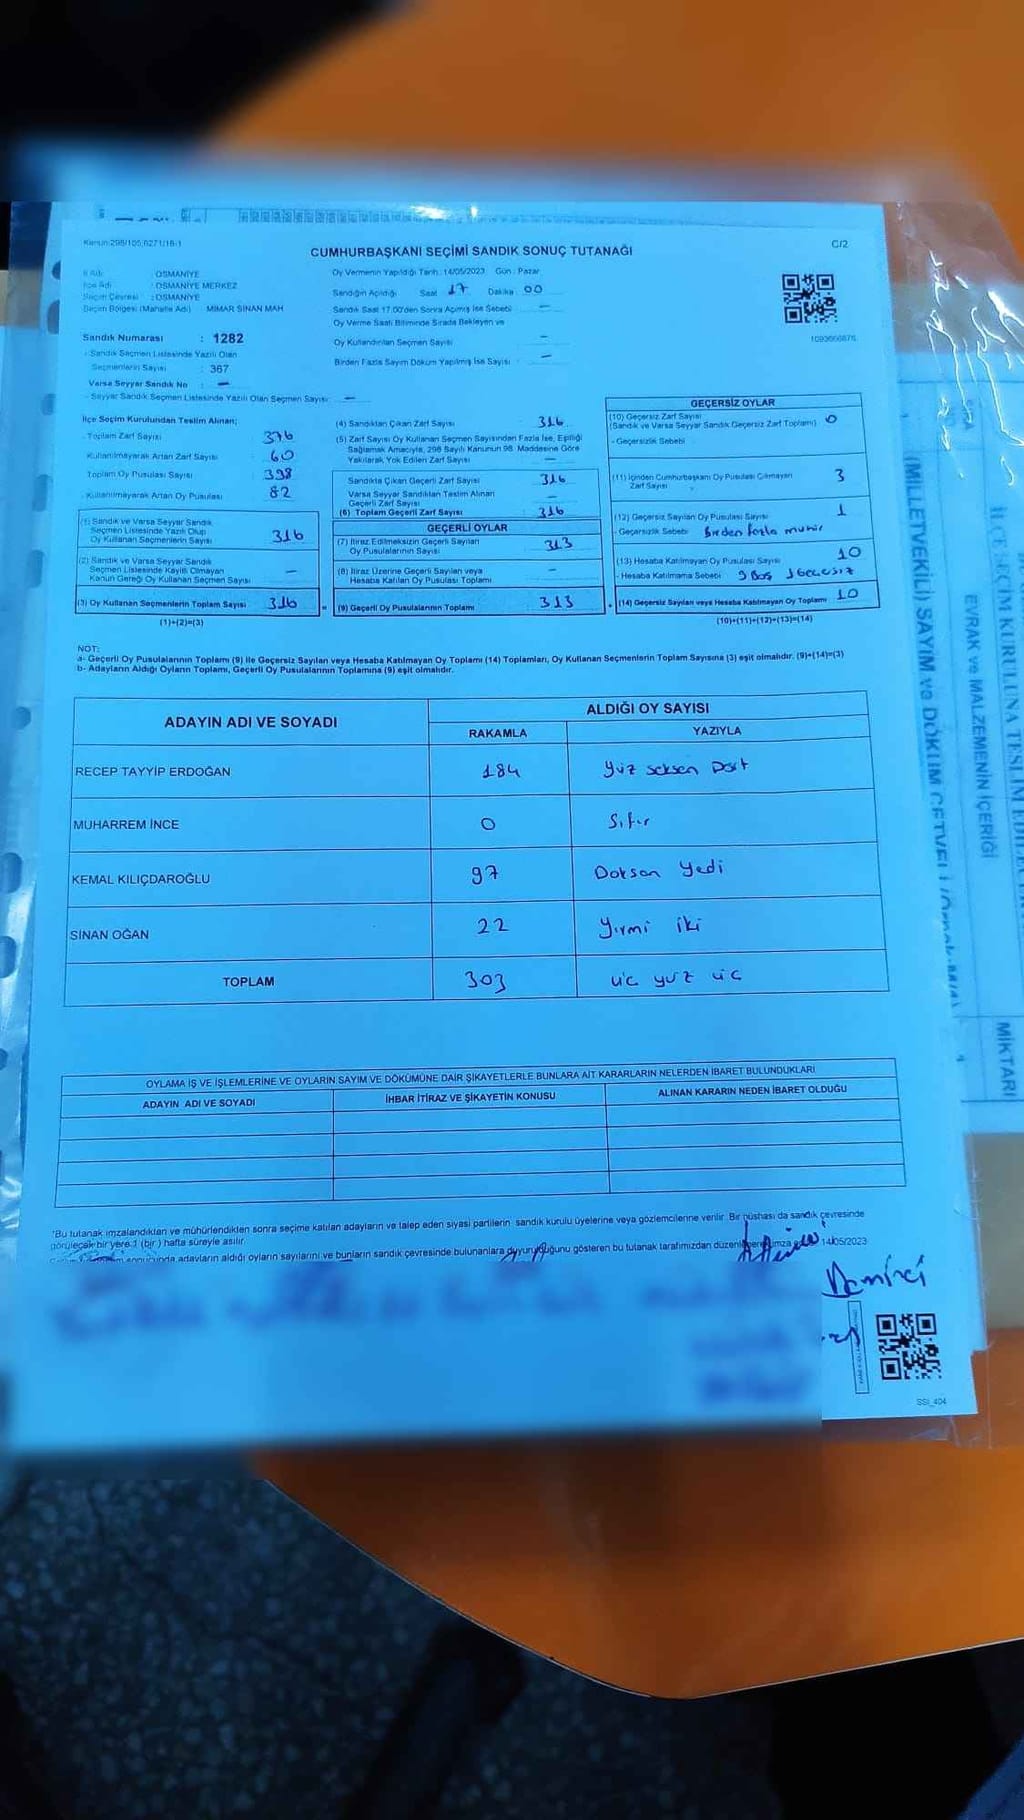 Kanun:298/105,6271/18-1
C/2
CUMHURBAŞKANI SEÇİMİ SANDIK SONUÇ TUTANAĞI
İl Adı : OSMANİYE
İlçe Adı : OSMANİYE MERKEZ
Seçim Çevresi : OSMANİYE
Seçim Bölgesi (Mahalle Adı) MİMAR SİNAN MAH
Sandık Numarası : 1282
- Sandık Seçmen Listesinde Yazılı Olan
Seçmenlerin Sayısı : 367
Varsa Seyyar Sandık No : –
- Seyyar Sandık Seçmen Listesinde Yazılı Olan Seçmen Sayısı: –
Oy Vermenin Yapıldığı Tarih: 14/05/2023 Gün : Pazar
Sandığın Açıldığı Saat 17 Dakika 00
Sandık Saat 17.00'den Sonra Açılmış İse Sebebi –
Oy Verme Saati Bitiminde Sırada Bekleyen ve
Oy Kullandırılan Seçmen Sayısı –
Birden Fazla Sayım Döküm Yapılmış İse Sayısı : –
İlçe Seçim Kurulundan Teslim Alınan;
- Toplam Zarf Sayısı 376
Kullanılmayarak Artan Zarf Sayısı 60
Toplam Oy Pusulası Sayısı 398
- Kullanılmayarak Artan Oy Pusulası 82
(1) Sandık ve Varsa Seyyar Sandık
Seçmen Listesinde Yazılı Olup
Oy Kullanan Seçmenlerin Sayısı 316
(2) Sandık ve Varsa Seyyar Sandık
Seçmen Listesinde Kayıtlı Olmayan
Kanun Gereği Oy Kullanan Seçmen Sayısı –
(3) Oy Kullanan Seçmenlerin Toplam Sayısı 316
(1)+(2)=(3)
(4) Sandıktan Çıkan Zarf Sayısı 316
(5) Zarf Sayısı Oy Kullanan Seçmen Sayısından Fazla İse, Eşitliği
Sağlamak Amacıyla, 298 Sayılı Kanunun 98. Maddesine Göre
Yakılarak Yok Edilen Zarf Sayısı –
Sandıkta Çıkan Geçerli Zarf Sayısı 316
Varsa Seyyar Sandıktan Teslim Alınan
Geçerli Zarf Sayısı –
(6) Toplam Geçerli Zarf Sayısı 316
GEÇERLİ OYLAR
(7) İtiraz Edilmeksizin Geçerli Sayılan
Oy Pusulalarının Sayısı 313
(8) İtiraz Üzerine Geçerli Sayılan veya
Hesaba Katılan Oy Pusulası Toplamı –
= (9) Geçerli Oy Pusulalarının Toplamı 313
1093666876
GEÇERSİZ OYLAR
(10) Geçersiz Zarf Sayısı
(Sandık ve Varsa Seyyar Sandık Geçersiz Zarf Toplamı) 0
- Geçersizlik Sebebi
(11) İçinden Cumhurbaşkanı Oy Pusulası Çıkmayan
Zarf Sayısı 3
(12) Geçersiz Sayılan Oy Pusulası Sayısı 1
- Geçersizlik Sebebi Birden fazla mühür
(13) Hesaba Katılmayan Oy Pusulası Sayısı 10
- Hesaba Katılmama Sebebi 9 Boş 1 Geçersiz
+ (14) Geçersiz Sayılan veya Hesaba Katılmayan Oy Toplamı 10
(10)+(11)+(12)+(13)=(14)
NOT:
a- Geçerli Oy Pusulalarının Toplamı (9) ile Geçersiz Sayılan veya Hesaba Katılmayan Oy Toplamı (14) Toplamları, Oy Kullanan Seçmenlerin Toplam Sayısına (3) eşit olmalıdır. (9)+(14)=(3)
b- Adayların Aldığı Oyların Toplamı, Geçerli Oy Pusulalarının Toplamına (9) eşit olmalıdır.
ADAYIN ADI VE SOYADI
ALDIĞI OY SAYISI
RAKAMLA YAZIYLA
RECEP TAYYİP ERDOĞAN 184 Yüz seksen Dört
MUHARREM İNCE 0 Sıfır
KEMAL KILIÇDAROĞLU 97 Doksan Yedi
SİNAN OĞAN 22 Yirmi iki
TOPLAM 303 üç yüz üç
OYLAMA İŞ VE İŞLEMLERİNE VE OYLARIN SAYIM VE DÖKÜMÜNE DAİR ŞİKAYETLERLE BUNLARA AİT KARARLARIN NELERDEN İBARET BULUNDUKLARI
ADAYIN ADI VE SOYADI İHBAR İTİRAZ VE ŞİKAYETİN KONUSU ALINAN KARARIN NEDEN İBARET OLDUĞU
*Bu tutanak imzalandıktan ve mühürlendikten sonra seçime katılan adayların ve talep eden siyasi partilerin sandık kurulu üyelerine veya gözlemcilerine verilir. Bir nüshası da sandık çevresinde
görülecek bir yere 1 (bir) hafta süreyle asılır.
sonucunda adayların aldığı oyların sayılarını ve bunların sandık çevresinde bulunanlara duyurulduğunu gösteren bu tutanak tarafımızdan 14/05/2023
Demirci
SSI_404
(MİLLETVEKİLİ) SAYIM ve DÖKÜM CETVELİ
EVRAK ve MALZEMENİN İÇERİĞİ
MİKTARI